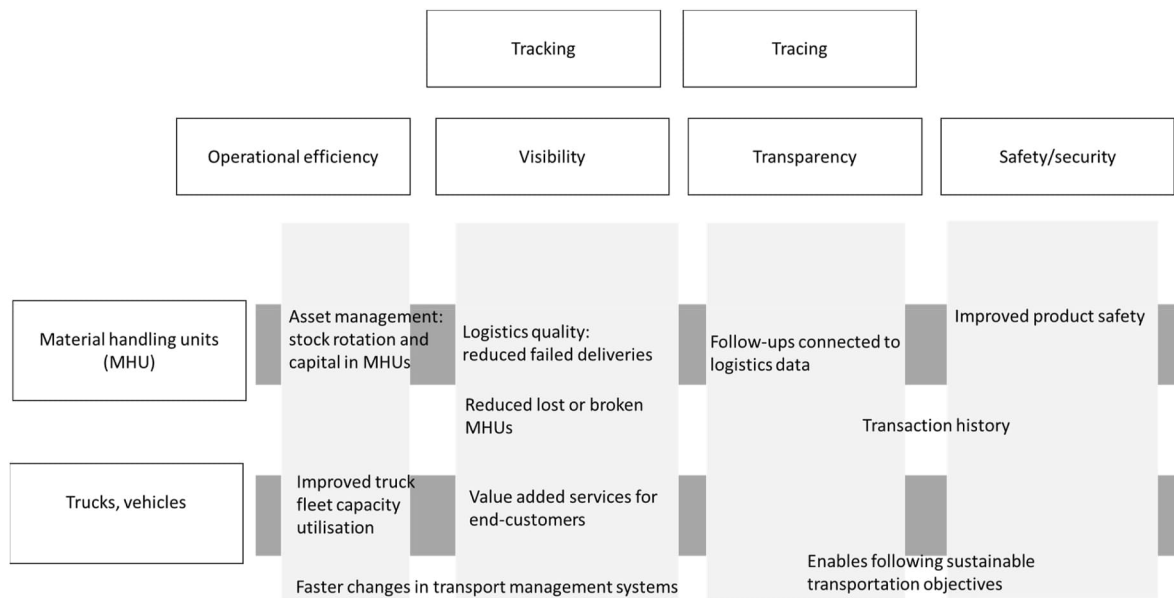 Tracking
Tracing
Operational efficiency
Visibility
Transparency
Safety/security
Material handling units
(MHU)
Asset management:
stock rotation and
capital in MHUs
Logistics quality:
reduced failed deliveries
Follow-ups connected to
logistics data
Improved product safety
Reduced lost or broken
MHUs
Transaction history
Trucks, vehicles
Improved truck
fleet capacity
utilisation
Value added services for
end-customers
Faster changes in transport management systems
Enables following sustainable
transportation objectives